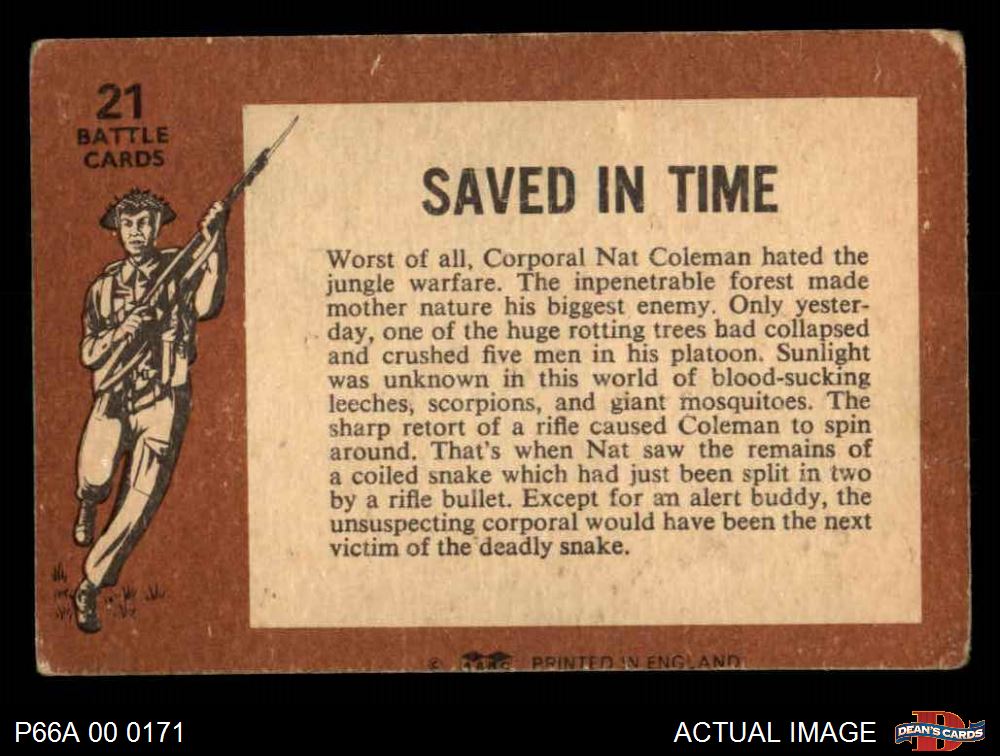 21
BATTLE
CARDS
SAVED IN TIME
Worst of all, Corporal Nat Coleman hated the
jungle warfare. The inpenetrable forest made
mother nature his biggest enemy. Only yester-
day, one of the huge rotting trees had collapsed
and crushed five men in his platoon. Sunlight
was unknown in this world of blood-sucking
leeches, scorpions, and giant mosquitoes. The
sharp retort of a rifle caused Coleman to spin
around. That's when Nat saw the remains of
a coiled snake which had just been split in two
by a rifle bullet. Except for an alert buddy, the
unsuspecting corporal would have been the next
victim of the deadly snake.
© A&BC PRINTED IN ENGLAND
P66A 00 0171
ACTUAL IMAGE
D
DEAN'S CARDS